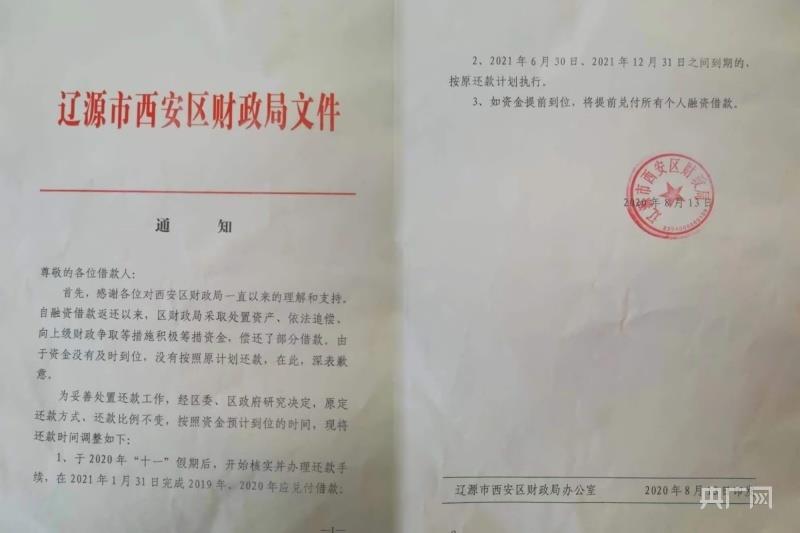 辽源市西安区财政局文件
通 知
尊敬的各位借款人：
首先，感谢各位对西安区财政局一直以来的理解和支持。
自融资借款返还以来，区财政局采取处置资产、依法追偿、
向上级财政争取等措施积极筹措资金，偿还了部分借款。由
于资金没有及时到位，没有按照原计划还款，在此，深表歉
意。
为妥善处置还款工作，经区委、区政府研究决定，原定
还款方式，还款比例不变，按照资金预计到位的时间，现将
还款时间调整如下：
1、于2020年“十一”假期后，开始核实并办理还款手
续，在2021年1月31日完成2019年、2020年应兑付借款；
—1—
2、2021年6月30日、2021年12月31日之间到期的，
按原还款计划执行。
3、如资金提前到位，将提前兑付所有个人融资借款。
辽源市西安区财政局
2020年8月13日
辽源市西安区财政局办公室 2020年8月
央广网